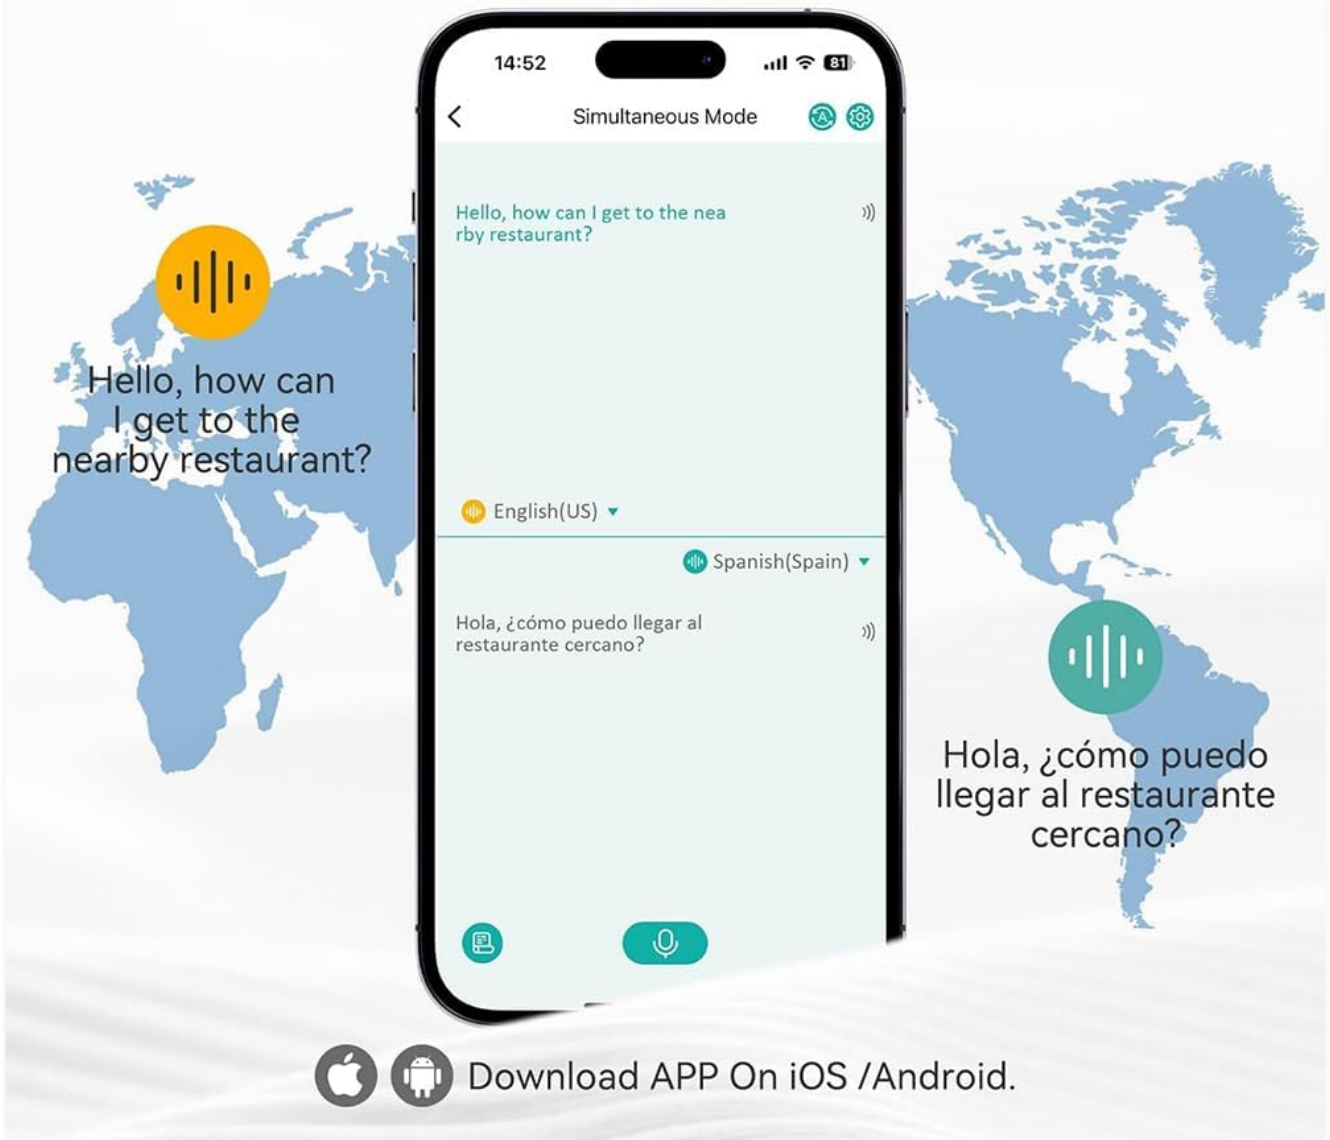 14:52
81
Simultaneous Mode
Hello, how can I get to the nea
rby restaurant?
Hello, how can
I get to the
nearby restaurant?
English(US)
Spanish(Spain)
Hola, ¿cómo puedo llegar al
restaurante cercano?
Hola, ¿cómo puedo
llegar al restaurante
cercano?
Download APP On iOS /Android.